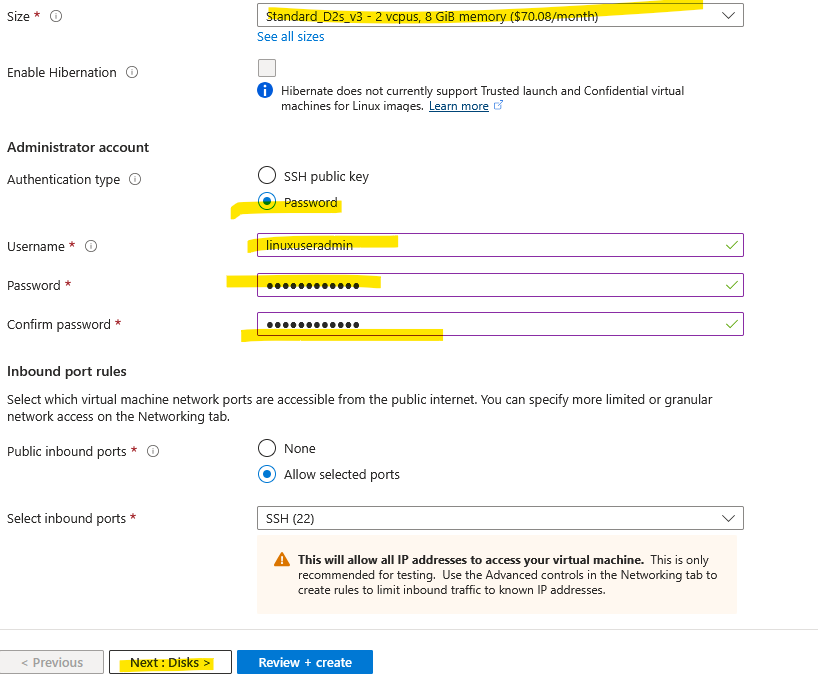 Size *
Standard_D2s_v3 - 2 vcpus, 8 GiB memory ($70.08/month)
See all sizes
Enable Hibernation
Hibernate does not currently support Trusted launch and Confidential virtual
machines for Linux images. Learn more
Administrator account
Authentication type
SSH public key
Password
Username *
linuxuseradmin
Password *
●●●●●●●●●●●●
Confirm password *
●●●●●●●●●●●●
Inbound port rules
Select which virtual machine network ports are accessible from the public internet. You can specify more limited or granular
network access on the Networking tab.
Public inbound ports *
None
Allow selected ports
Select inbound ports *
SSH (22)
This will allow all IP addresses to access your virtual machine. This is only
recommended for testing. Use the Advanced controls in the Networking tab to
create rules to limit inbound traffic to known IP addresses.
< Previous
Next : Disks >
Review + create